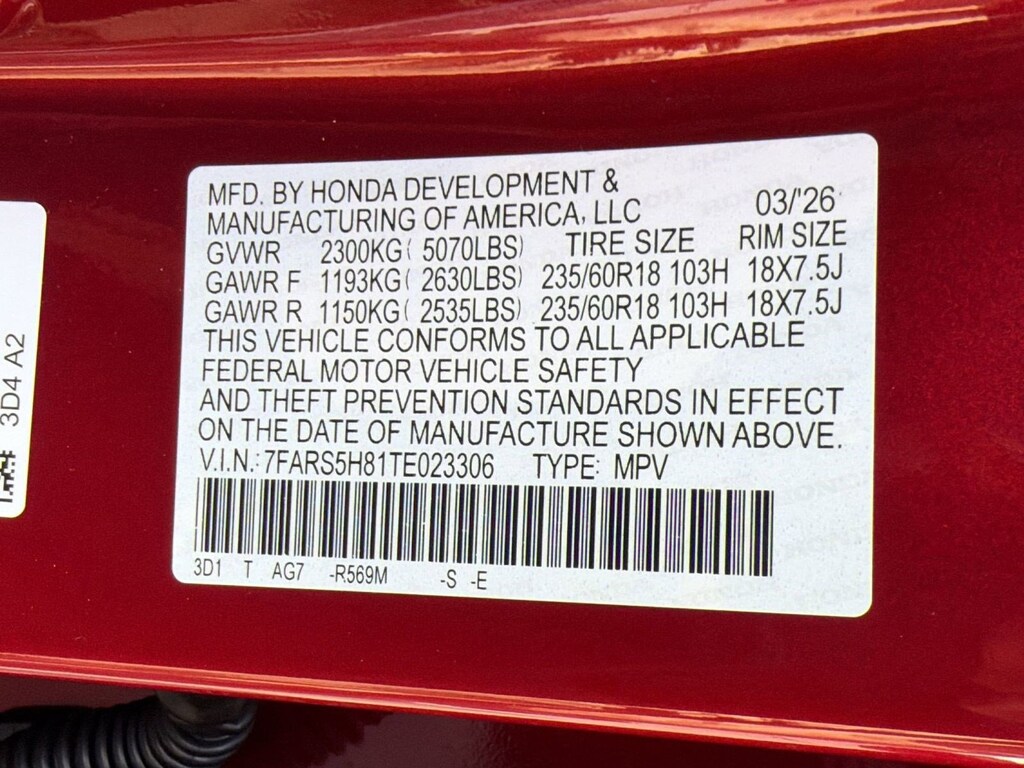 MFD. BY HONDA DEVELOPMENT &
MANUFACTURING OF AMERICA, LLC 03/'26
GVWR 2300KG( 5070LBS) TIRE SIZE RIM SIZE
GAWR F 1193KG( 2630LBS) 235/60R18 103H 18X7.5J
GAWR R 1150KG( 2535LBS) 235/60R18 103H 18X7.5J
THIS VEHICLE CONFORMS TO ALL APPLICABLE
FEDERAL MOTOR VEHICLE SAFETY
AND THEFT PREVENTION STANDARDS IN EFFECT
ON THE DATE OF MANUFACTURE SHOWN ABOVE.
V.I.N.: 7FARS5H81TE023306 TYPE: MPV
3D1 T AG7 -R569M -S -E
3D4 A2